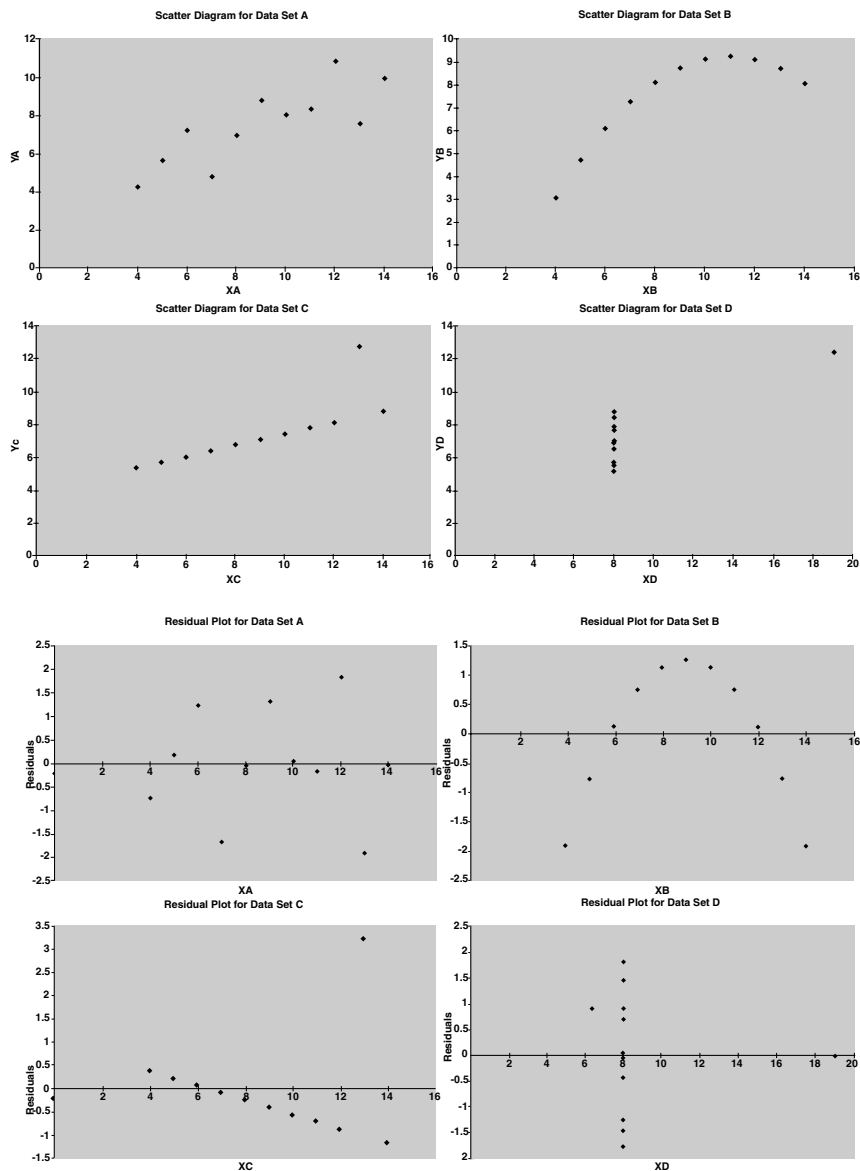 Scatter Diagram for Data Set A
12
10
8
6
4
2
0
YA
0 2 4 6 8 10 12 14 16
XA
Scatter Diagram for Data Set B
10
9
8
7
6
5
4
3
2
1
0
YB
0 2 4 6 8 10 12 14 16
XB
Scatter Diagram for Data Set C
14
12
10
8
6
4
2
0
Yc
0 2 4 6 8 10 12 14 16
XC
Scatter Diagram for Data Set D
14
12
10
8
6
4
2
0
YD
0 2 4 6 8 10 12 14 16 18 20
XD
Residual Plot for Data Set A
2.5
2
1.5
1
0.5
0
-0.5
-1
-1.5
-2
-2.5
Residuals
2 4 6 8 10 12 14 16
XA
Residual Plot for Data Set B
1.5
1
0.5
0
-0.5
-1
-1.5
-2
-2.5
Residuals
2 4 6 8 10 12 14 16
XB
Residual Plot for Data Set C
3.5
3
2.5
2
1.5
1
0.5
0
-0.5
-1
-1.5
Residuals
2 4 6 8 10 12 14 16
XC
Residual Plot for Data Set D
2.5
2
1.5
1
0.5
0
-0.5
-1
-1.5
2
Residuals
2 4 6 8 10 12 14 16 18 20
XD